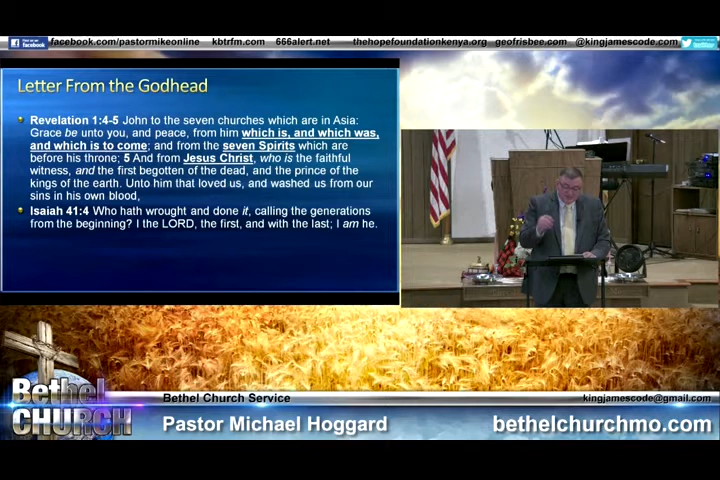 facebook.com/pastormikeonline kbtrfm.com 666alert.net thehopefoundationkenya.org geofrisbee.com @kingjamescode.com
Letter From the Godhead
Revelation 1:4-5 John to the seven churches which are in Asia:
Grace be unto you, and peace, from him which is, and which was,
and which is to come; and from the seven Spirits which are
before his throne; 5 And from Jesus Christ, who is the faithful
witness, and the first begotten of the dead, and the prince of the
kings of the earth. Unto him that loved us, and washed us from our
sins in his own blood,
Isaiah 41:4 Who hath wrought and done it, calling the generations
from the beginning? I the LORD, the first, and with the last; I am he.
Bethel
CHURCH
Bethel Church Service
kingjamescode@gmail.com
Pastor Michael Hoggard
bethelchurchmo.com